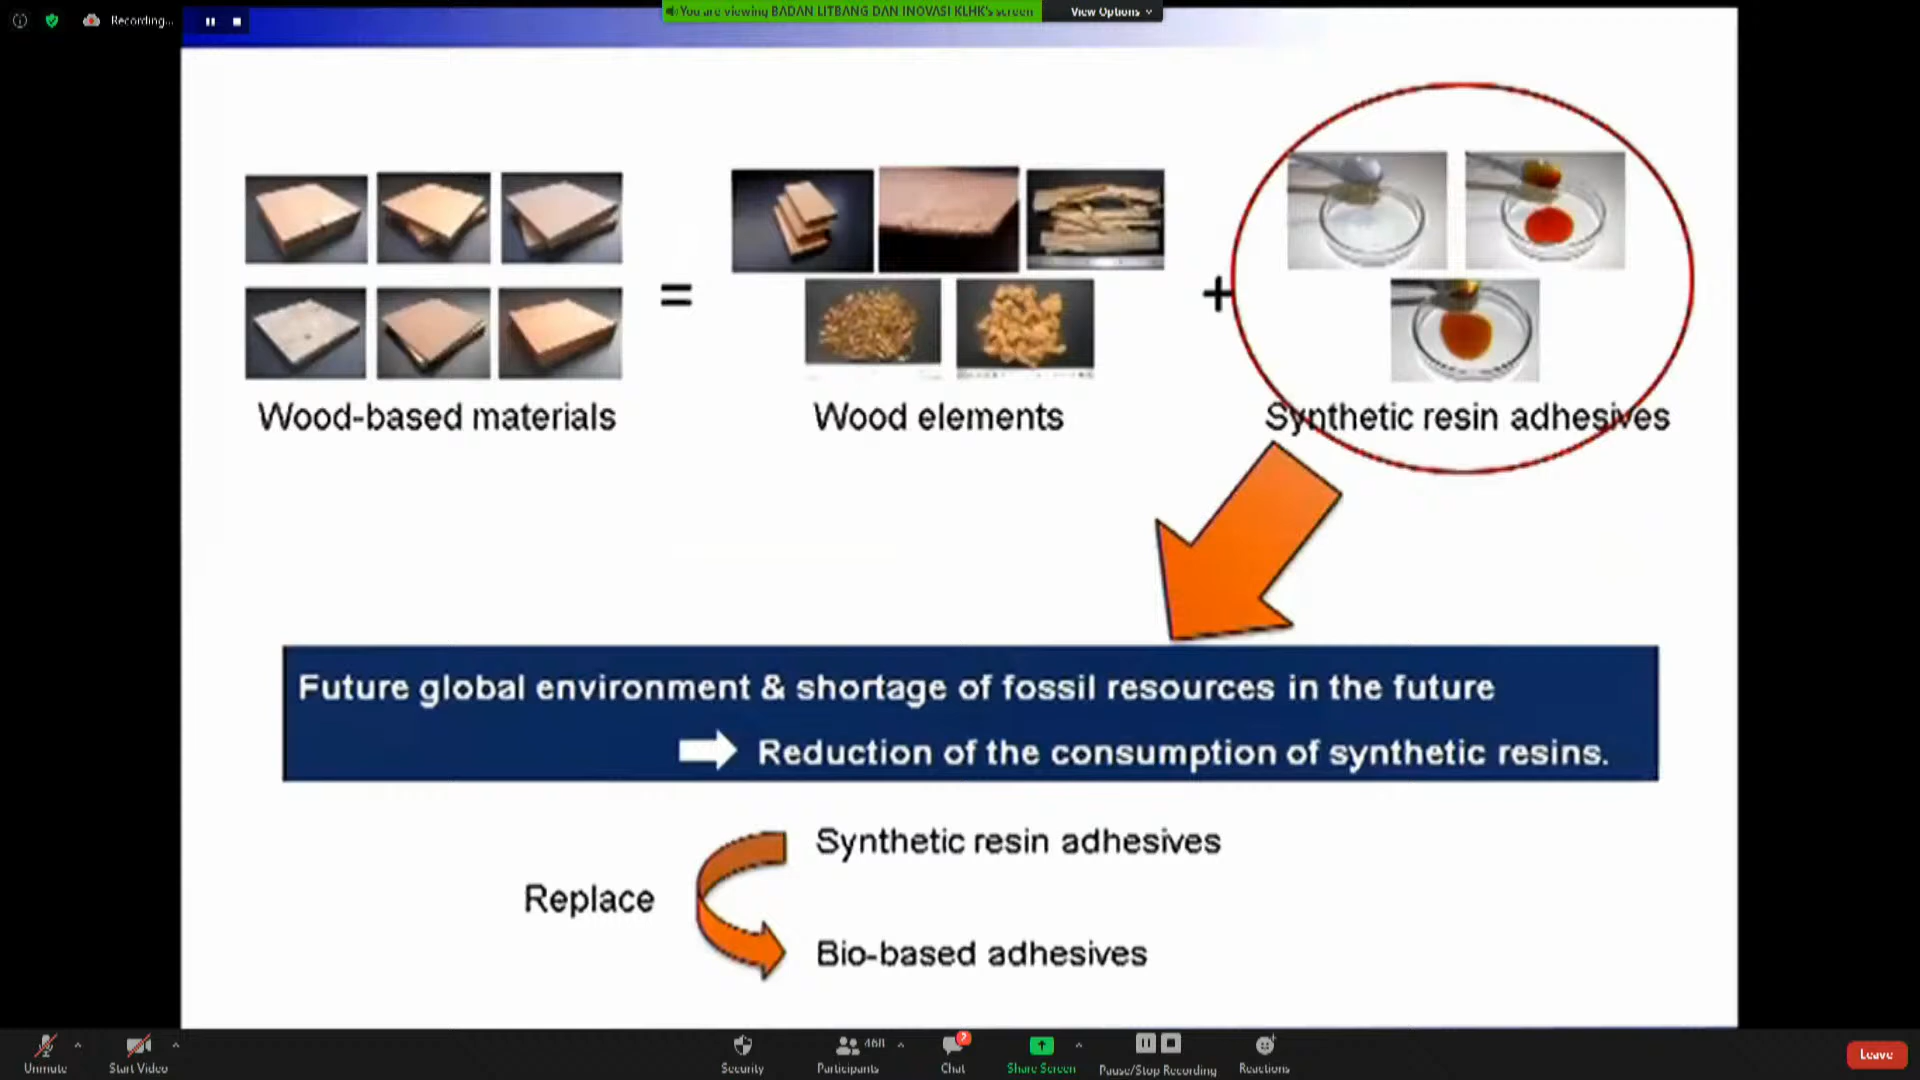 Recording...
You are viewing BADAN LITBANG DAN INOVASI KLHK's screen
View Options
=
+
Wood-based materials
Wood elements
Synthetic resin adhesives
Future global environment & shortage of fossil resources in the future
Reduction of the consumption of synthetic resins.
Synthetic resin adhesives
Replace
Bio-based adhesives
Unmute
Start Video
Security
468
Participants
2
Chat
Share Screen
Pause/Stop Recording
Reactions
Leave